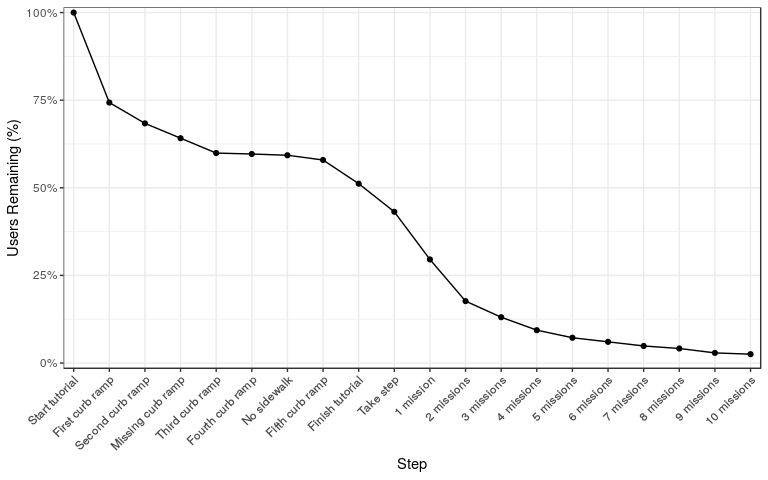 Users Remaining (%)
100%
75%
50%
25%
0%
Start tutorial
First curb ramp
Second curb ramp
Missing curb ramp
Third curb ramp
Fourth curb ramp
No sidewalk
Fifth curb ramp
Finish tutorial
Take step
1 mission
2 missions
3 missions
4 missions
5 missions
6 missions
7 missions
8 missions
9 missions
10 missions
Step